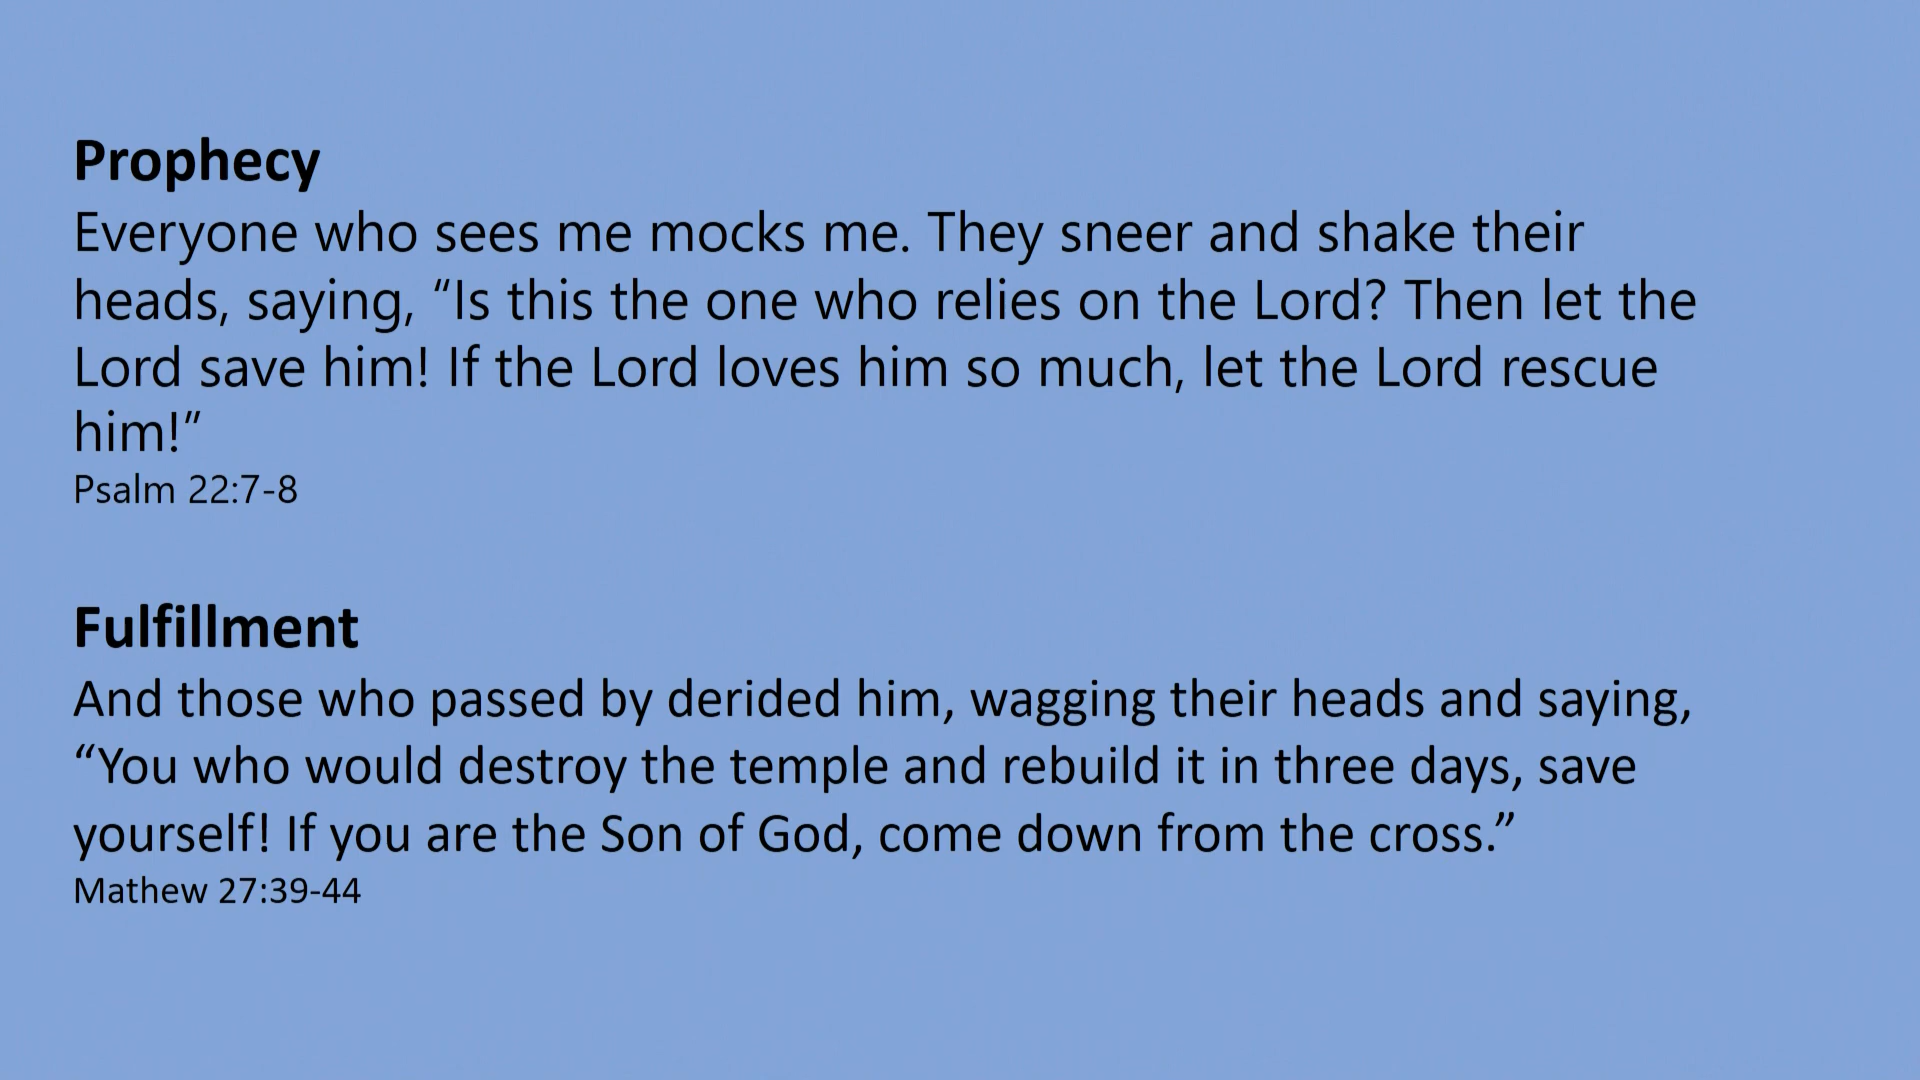 Prophecy
Everyone who sees me mocks me. They sneer and shake their
heads, saying, “Is this the one who relies on the Lord? Then let the
Lord save him! If the Lord loves him so much, let the Lord rescue
him!”
Psalm 22:7-8
Fulfillment
And those who passed by derided him, wagging their heads and saying,
“You who would destroy the temple and rebuild it in three days, save
yourself! If you are the Son of God, come down from the cross.”
Mathew 27:39-44